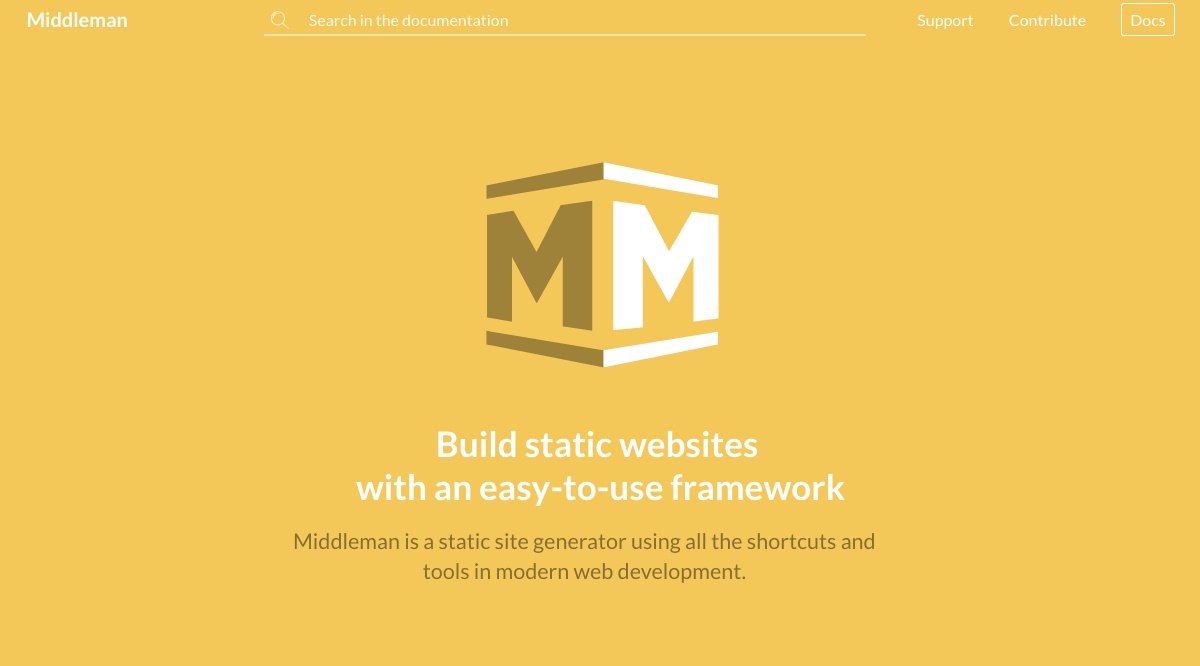 Middleman
Search in the documentation
Support
Contribute
Docs
MM
Build static websites
with an easy-to-use framework
Middleman is a static site generator using all the shortcuts and
tools in modern web development.